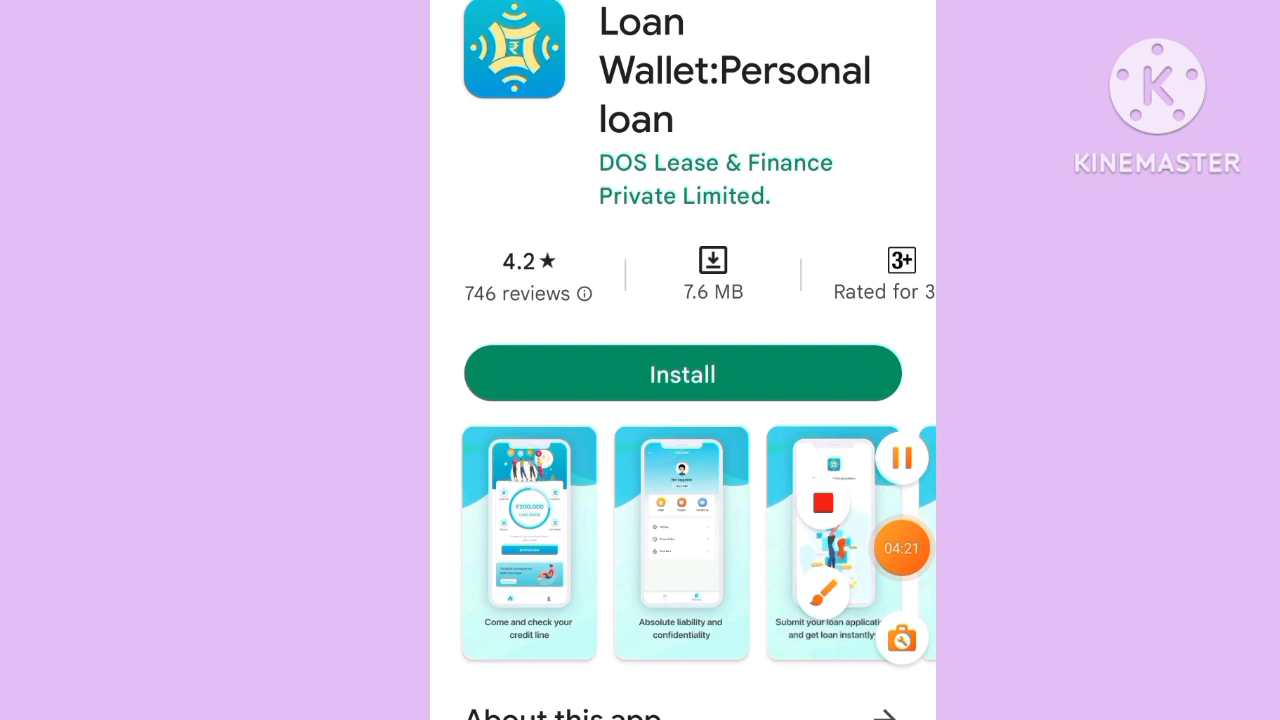 Loan
Wallet:Personal
loan
DOS Lease & Finance
Private Limited.
4.2★
746 reviews
7.6 MB
3+
Rated for 3
K
KINEMASTER
Install
₹200,000
Come and check your
credit line
Absolute liability and
confidentiality
Submit your loan applicati
and get loan instantly
04:21
About this app